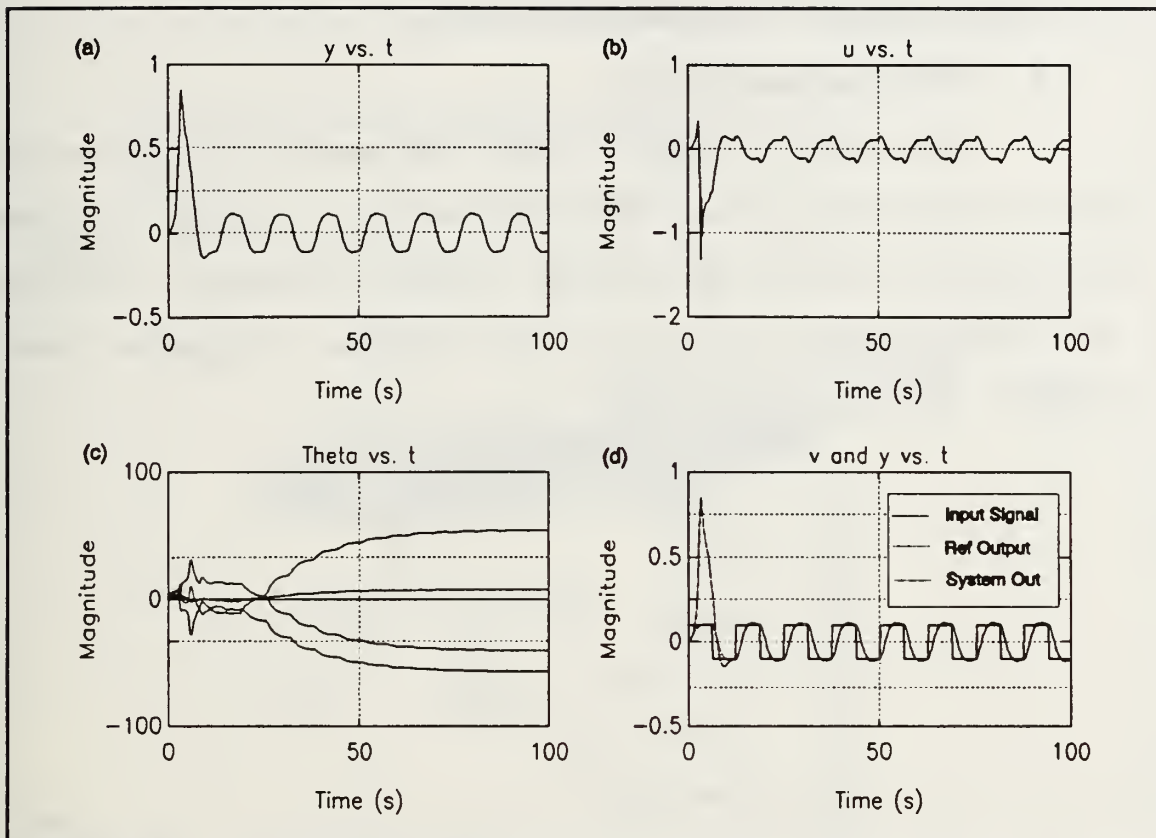 (a)
y vs. t
1
0.5
0
-0.5
Magnitude
0
50
100
Time (s)
(b)
u vs. t
1
0
-1
-2
Magnitude
0
50
100
Time (s)
(c)
Theta vs. t
100
0
-100
Magnitude
0
50
100
Time (s)
(d)
v and y vs. t
1
0.5
0
-0.5
Magnitude
Input Signal
Ref Output
System Out
0
50
100
Time (s)